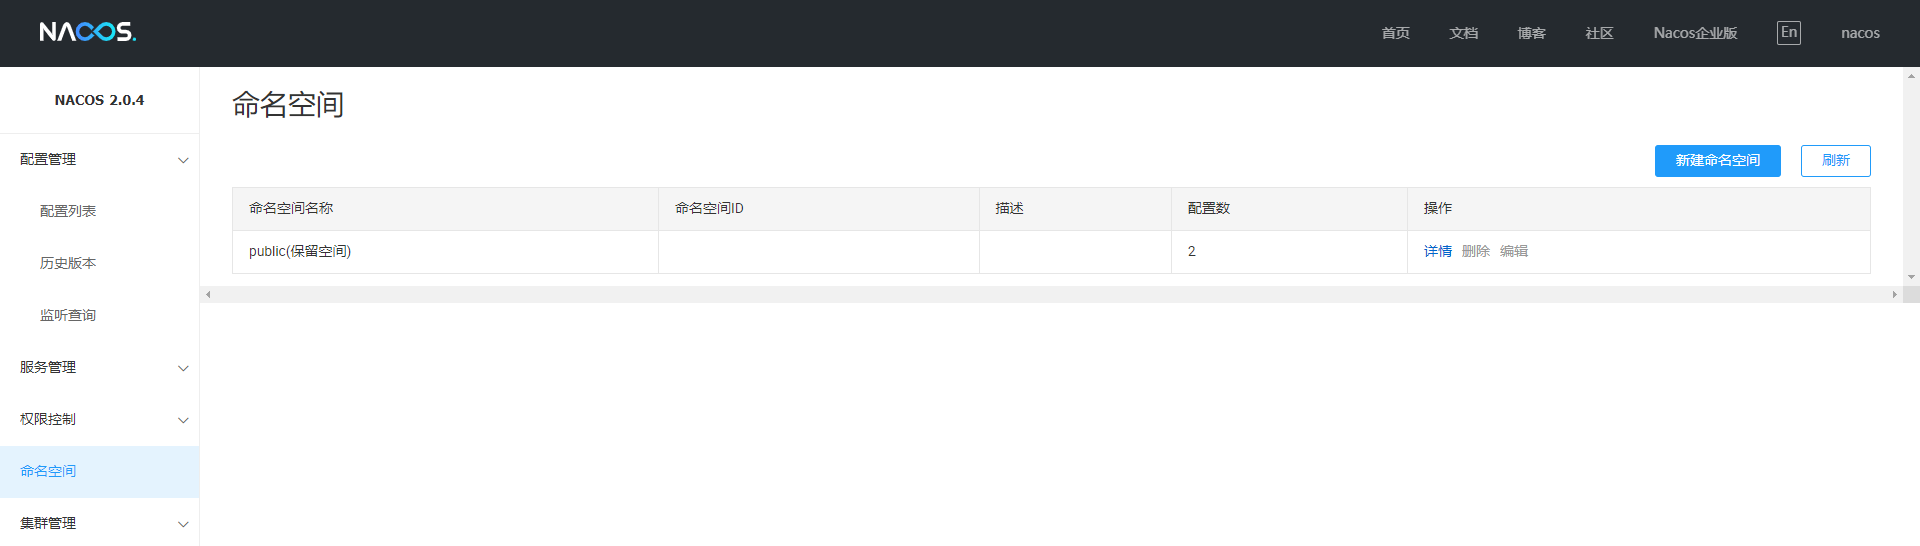 NACOS.
首页 文档 博客 社区 Nacos企业版 En nacos
NACOS 2.0.4
配置管理
配置列表
历史版本
监听查询
服务管理
权限控制
命名空间
集群管理
命名空间
新建命名空间 刷新
命名空间名称 命名空间ID 描述 配置数 操作
public(保留空间) 2 详情 删除 编辑